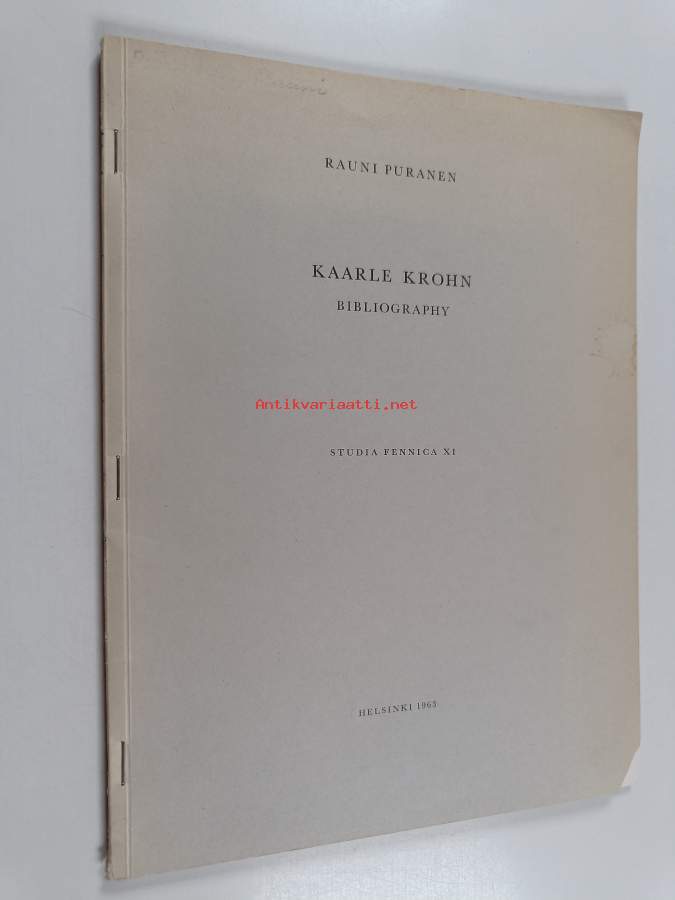 RAUNI PURANEN
KAARLE KROHN
BIBLIOGRAPHY
Antikvariaatti.net
STUDIA FENNICA XI
HELSINKI 1963